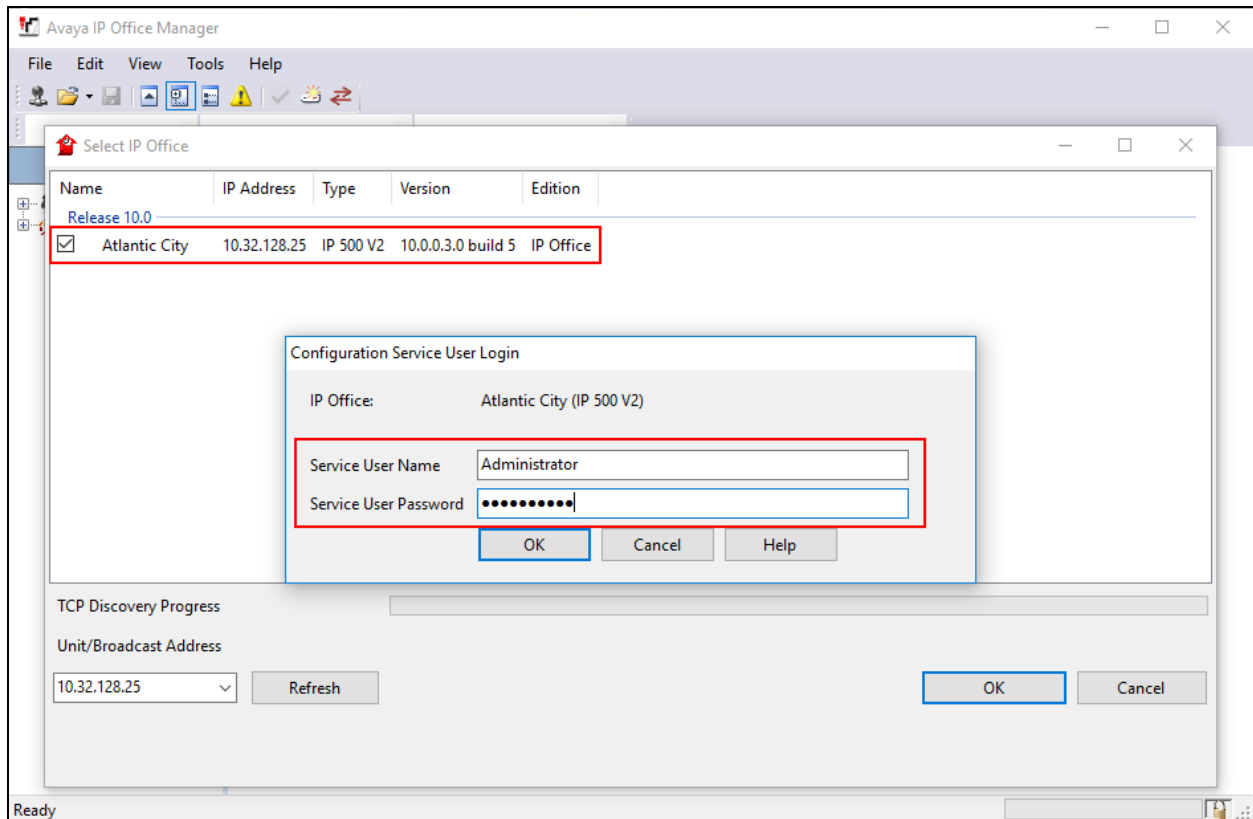 Avaya IP Office Manager
File Edit View Tools Help
Select IP Office
Name IP Address Type Version Edition
Release 10.0
Atlantic City 10.32.128.25 IP 500 V2 10.0.0.3.0 build 5 IP Office
Configuration Service User Login
IP Office: Atlantic City (IP 500 V2)
Service User Name Administrator
Service User Password ●●●●●●●●●●
OK Cancel Help
TCP Discovery Progress
Unit/Broadcast Address
10.32.128.25 Refresh OK Cancel
Ready